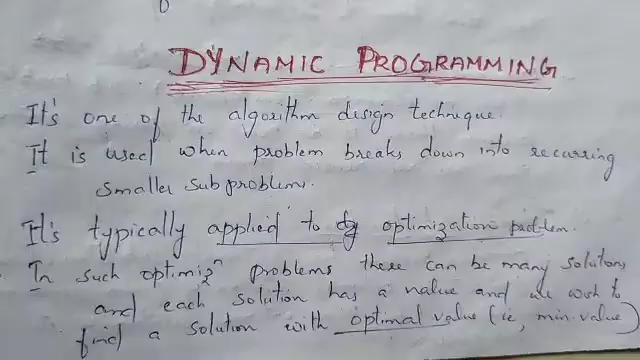 DYNAMIC PROGRAMMING
It's one of the algorithm design technique.
It is used when problem breaks down into recurring
smaller subproblems.
It's typically applied to optimization problem.
In such optimizⁿ problems there can be many solutions
and each solution has a value and we wish to
find a solution with optimal value (ie, min. value)